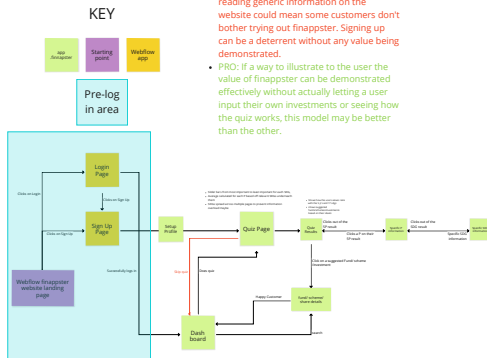 reading generic information on the
website could mean some customers don't
bother trying out finappster. Signing up
can be a deterrent without any value being
demonstrated.
• PRO: If a way to illustrate to the user the
value of finappster can be demonstrated
effectively without actually letting a user
input their own investments or seeing how
the quiz works, this model may be better
than the other.
KEY
app
/finnapster
Starting
point
Webflow
app
Pre-log
in area
Login
Page
Clicks on Login
Clicks on Sign Up
Sign Up
Page
Clicks on Sign Up
Webflow finappster
website landing
page
Successfully logs in
Setup
Profile
Quiz Page
Quiz
Results
Clicks out of the
SP result
Clicks a P on their
SP result
Clicks out of the
SDG result
Specific SDG
information
Stop quiz
Does quiz
Click on a suggested Fund/ scheme
/investment
Happy Customer
Fund/ scheme/
share details
Search
Dash
board